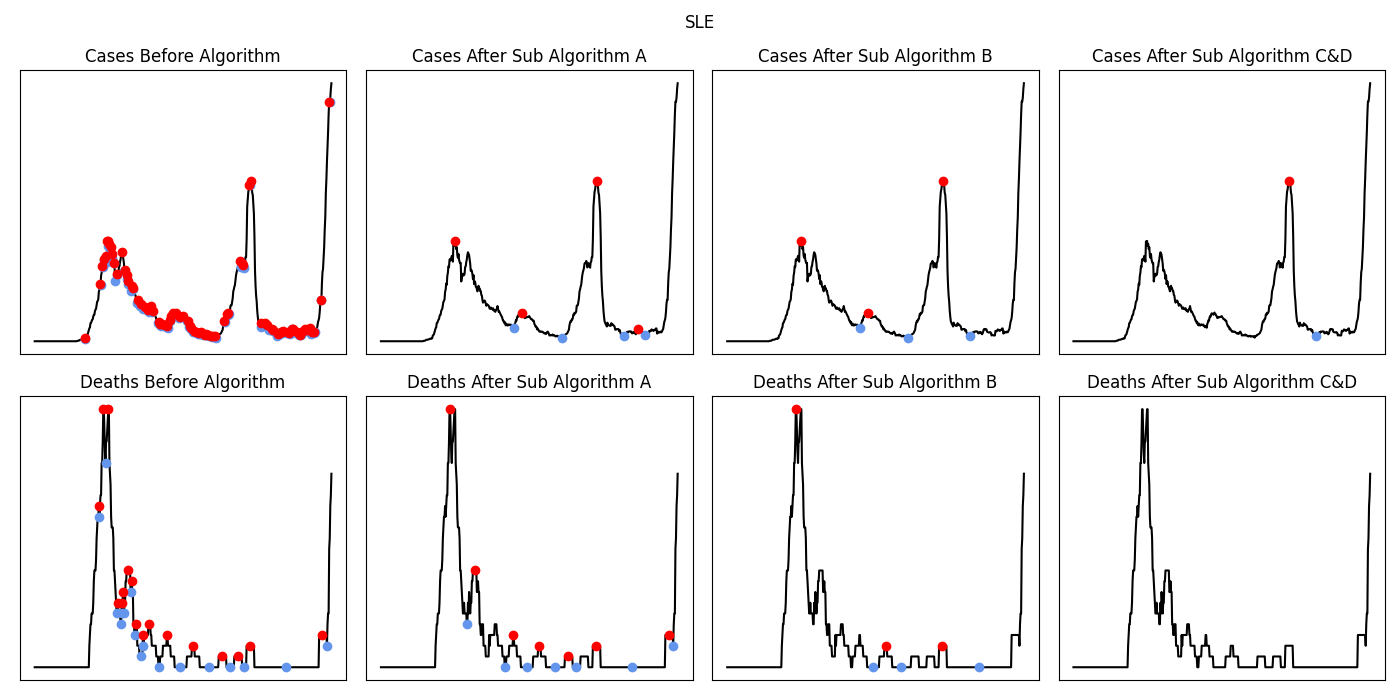 SLE
Cases Before Algorithm
Cases After Sub Algorithm A
Cases After Sub Algorithm B
Cases After Sub Algorithm C&D
Deaths Before Algorithm
Deaths After Sub Algorithm A
Deaths After Sub Algorithm B
Deaths After Sub Algorithm C&D